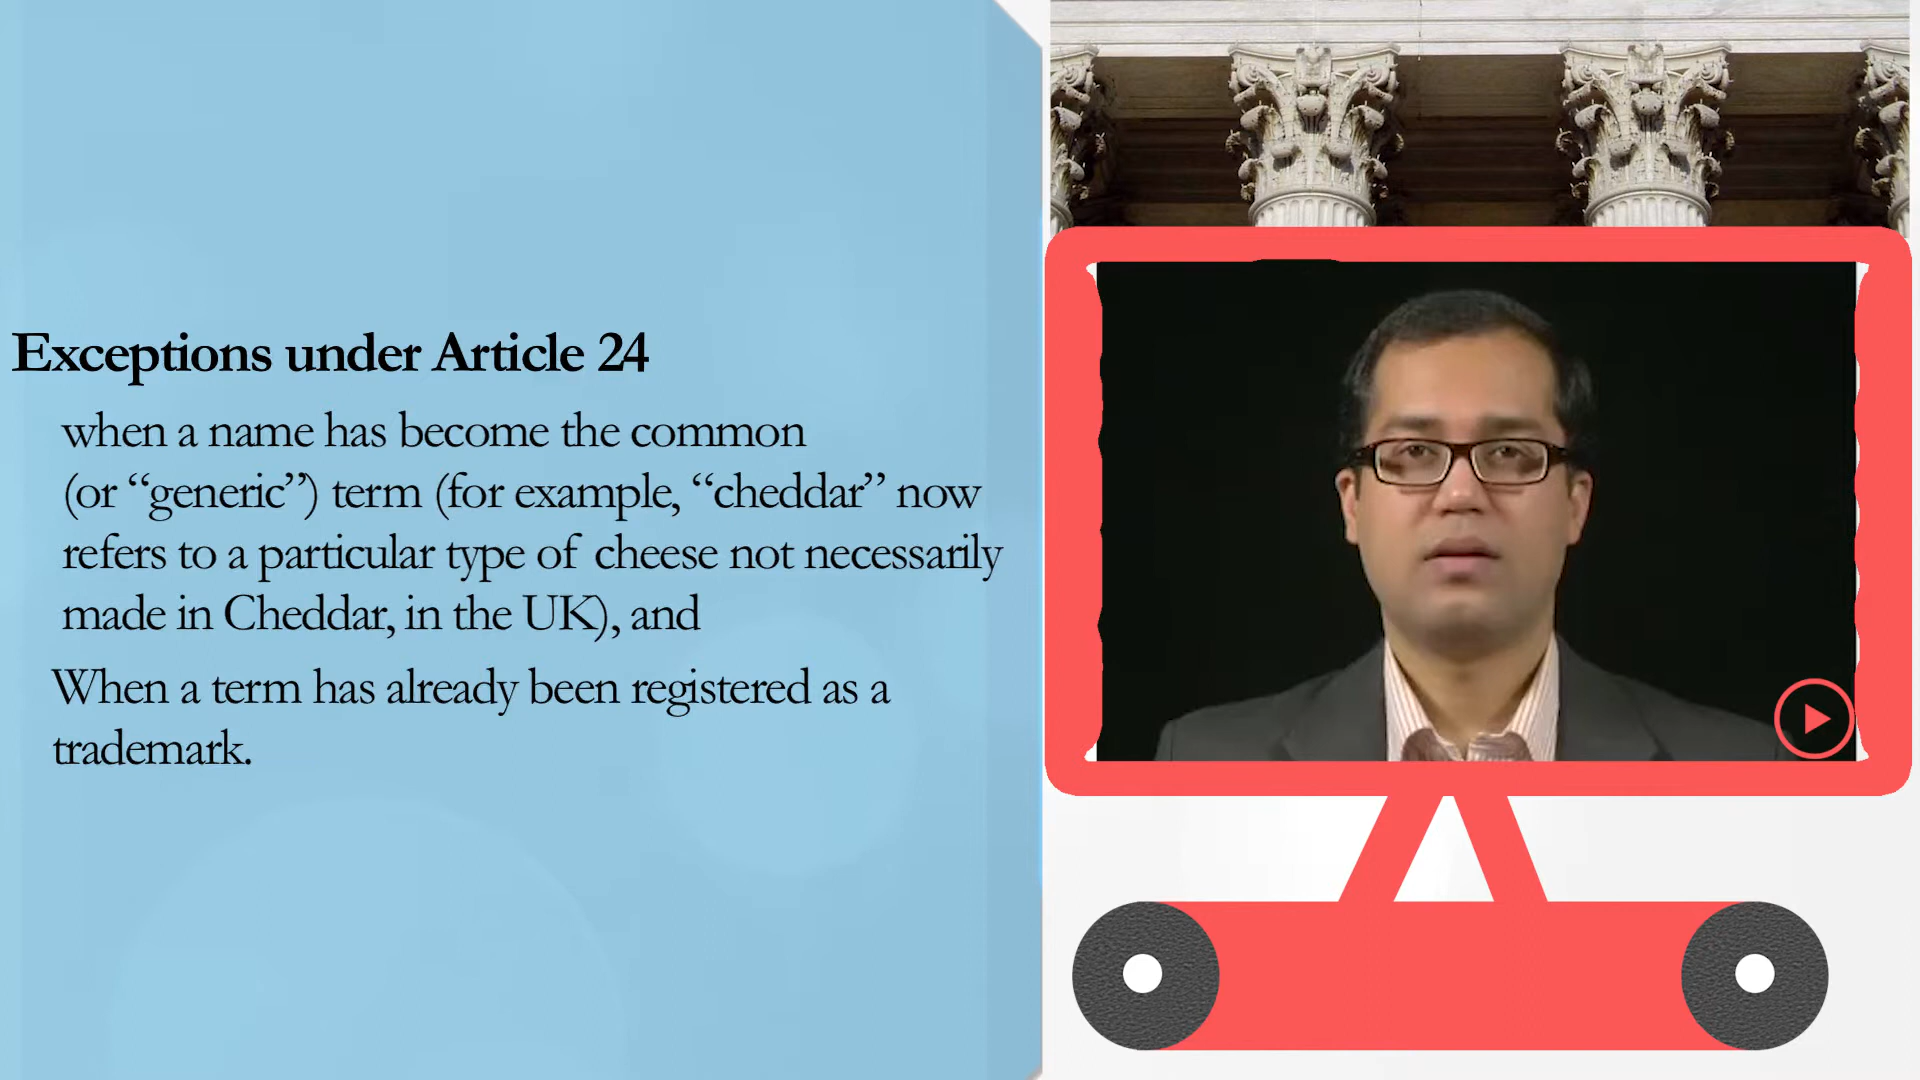 Exceptions under Article 24
when a name has become the common
(or “generic”) term (for example, “cheddar” now
refers to a particular type of cheese not necessarily
made in Cheddar, in the UK), and
When a term has already been registered as a
trademark.